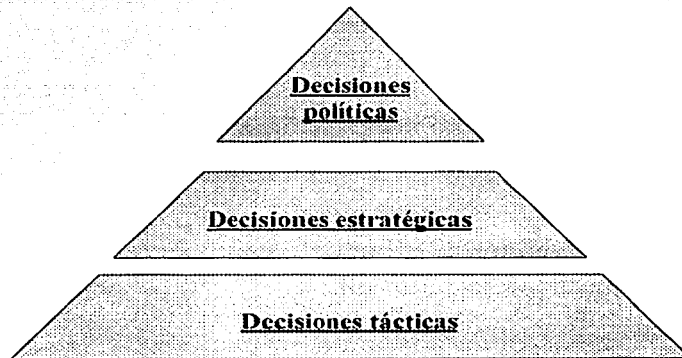 Decisiones
políticas
Decisiones estratégicas
Decisiones tácticas